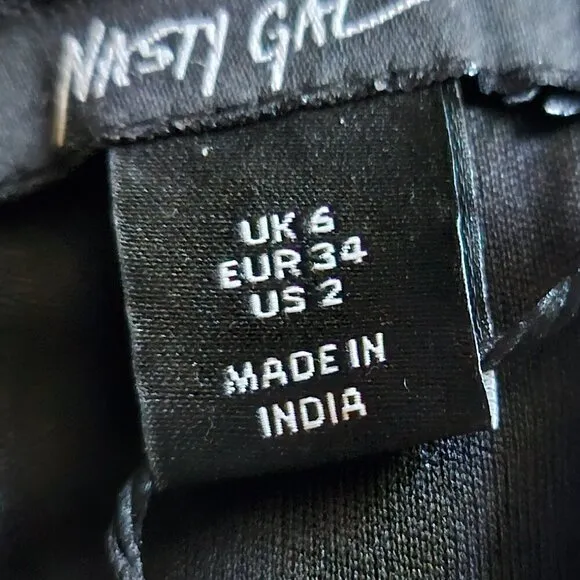 NASTY GAL
UK 6
EUR 34
US 2
MADE IN
INDIA